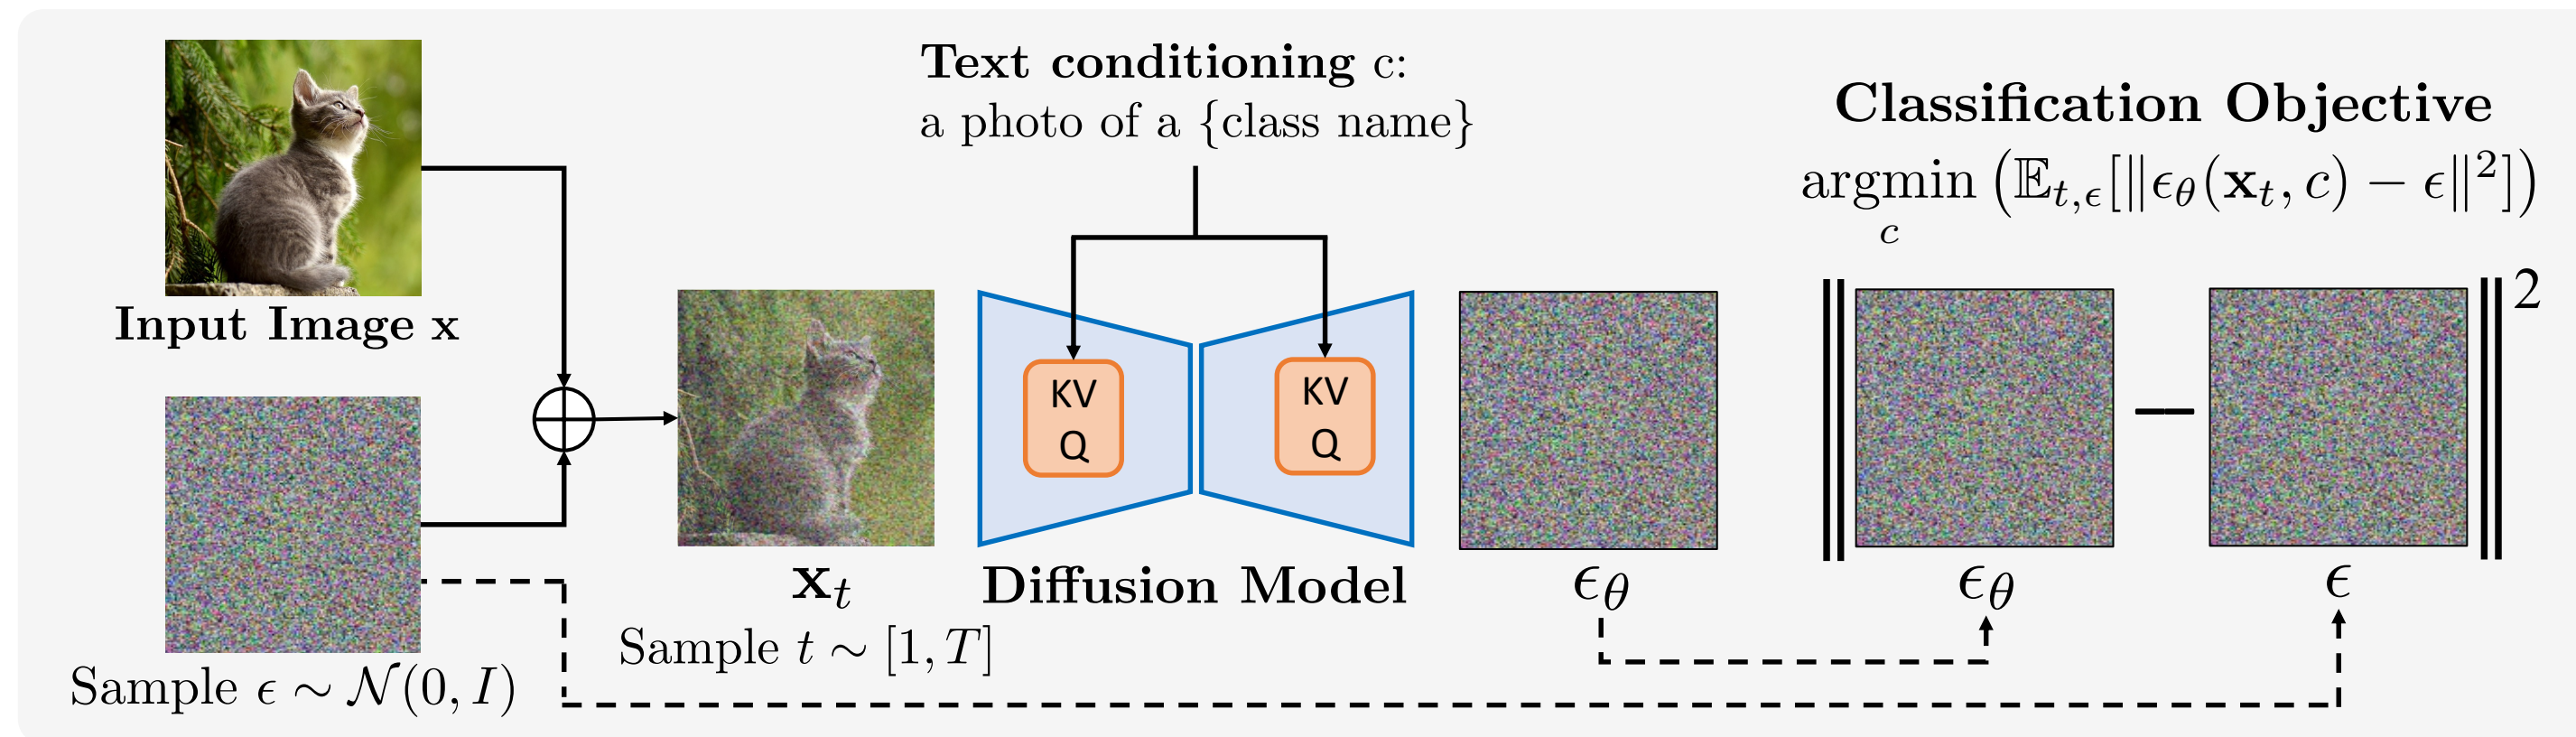 Text conditioning c:
a photo of a {class name}
Classification Objective
argmin_c (𝔼_{t,ϵ}[‖ϵ_θ(x_t, c) − ϵ‖²])
Input Image x
KV
Q
KV
Q
2
x_t
Diffusion Model
ϵ_θ
ϵ_θ
—
ϵ
Sample t ∼ [1, T]
Sample ϵ ∼ 𝒩(0, I)